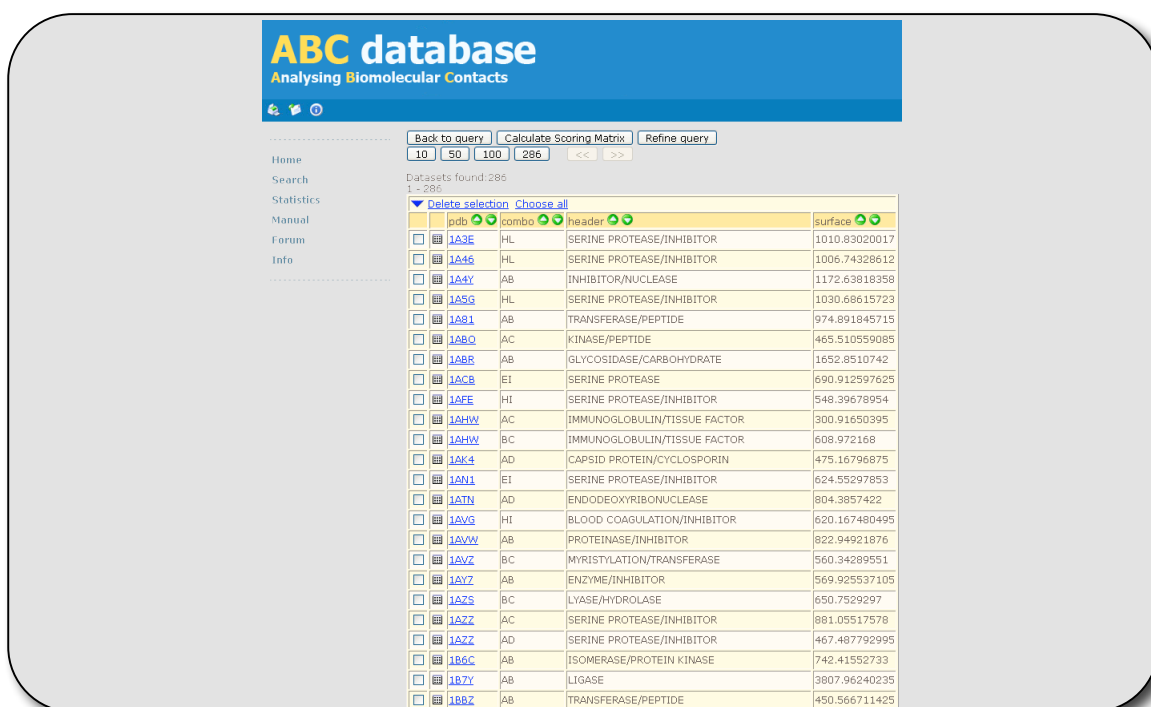 ABC database
Analysing Biomolecular Contacts
Back to query Calculate Scoring Matrix Refine query
10 50 100 286 << >>
Home
Search
Statistics
Manual
Forum
Info
Datasets found:286
1 - 286
Delete selection Choose all
pdb combo header surface
1A3E HL SERINE PROTEASE/INHIBITOR 1010.83020017
1A46 HL SERINE PROTEASE/INHIBITOR 1006.74328612
1A4Y AB INHIBITOR/NUCLEASE 1172.63818358
1A5G HL SERINE PROTEASE/INHIBITOR 1030.68615723
1A81 AB TRANSFERASE/PEPTIDE 974.891845715
1ABO AC KINASE/PEPTIDE 465.510559085
1ABR AB GLYCOSIDASE/CARBOHYDRATE 1652.8510742
1ACB EI SERINE PROTEASE 690.912597625
1AFE HI SERINE PROTEASE/INHIBITOR 548.39678954
1AHW AC IMMUNOGLOBULIN/TISSUE FACTOR 300.91650395
1AHW BC IMMUNOGLOBULIN/TISSUE FACTOR 608.972168
1AK4 AD CAPSID PROTEIN/CYCLOSPORIN 475.16796875
1AN1 EI SERINE PROTEASE/INHIBITOR 624.55297853
1ATN AD ENDODEOXYRIBONUCLEASE 804.3857422
1AVG HI BLOOD COAGULATION/INHIBITOR 620.167480495
1AVW AB PROTEINASE/INHIBITOR 822.94921876
1AVZ BC MYRISTYLATION/TRANSFERASE 560.34289551
1AY7 AB ENZYME/INHIBITOR 569.925537105
1AZS BC LYASE/HYDROLASE 650.7529297
1AZZ AC SERINE PROTEASE/INHIBITOR 881.05517578
1AZZ AD SERINE PROTEASE/INHIBITOR 467.487792995
1B6C AB ISOMERASE/PROTEIN KINASE 742.41552733
1B7Y AB LIGASE 3807.96240235
1BBZ AB TRANSFERASE/PEPTIDE 450.566711425